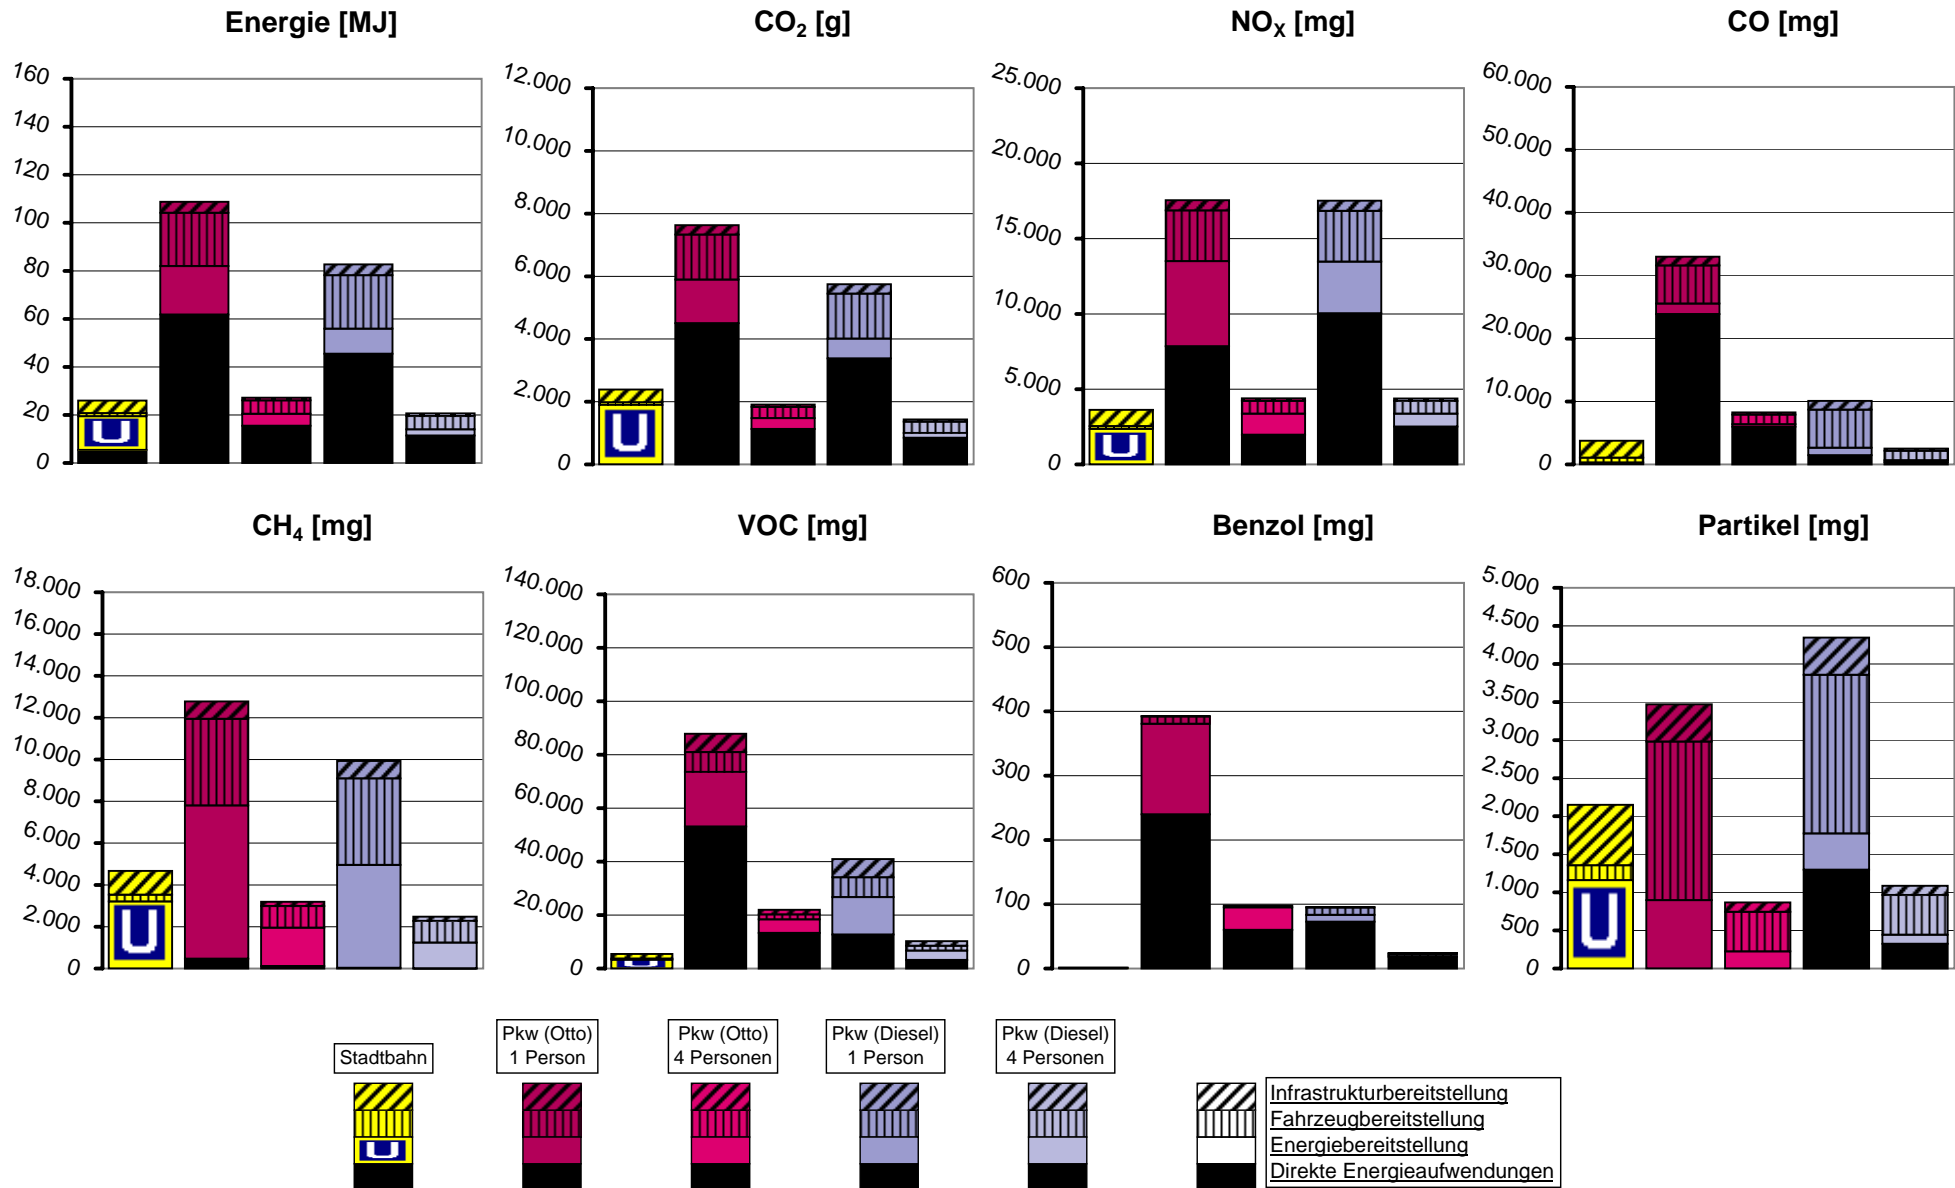 Energie [MJ]
CO₂ [g]
NOX [mg]
CO [mg]
160
140
120
100
80
60
40
20
0
12.000
10.000
8.000
6.000
4.000
2.000
0
25.000
20.000
15.000
10.000
5.000
0
60.000
50.000
40.000
30.000
20.000
10.000
0
U
U
U
CH₄ [mg]
VOC [mg]
Benzol [mg]
Partikel [mg]
18.000
16.000
14.000
12.000
10.000
8.000
6.000
4.000
2.000
0
140.000
120.000
100.000
80.000
60.000
40.000
20.000
0
600
500
400
300
200
100
0
5.000
4.500
4.000
3.500
3.000
2.500
2.000
1.500
1.000
500
0
U
U
U
Stadtbahn
Pkw (Otto)
1 Person
Pkw (Otto)
4 Personen
Pkw (Diesel)
1 Person
Pkw (Diesel)
4 Personen
U
Infrastrukturbereitstellung
Fahrzeugbereitstellung
Energiebereitstellung
Direkte Energieaufwendungen